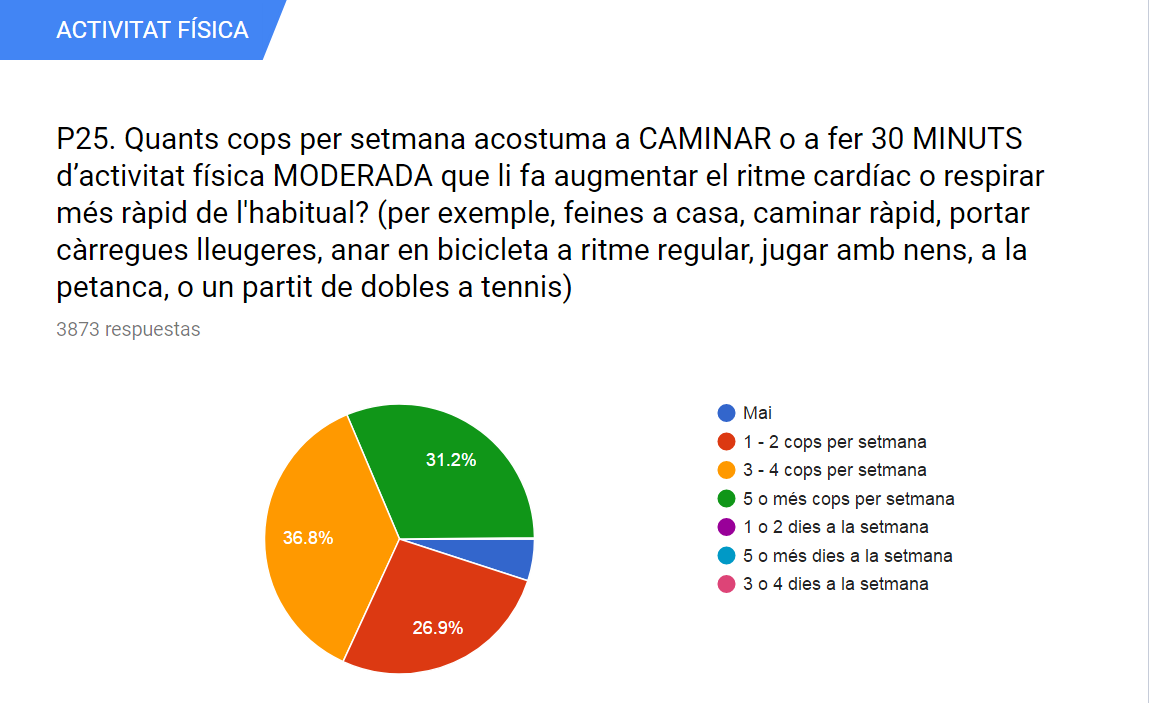 ACTIVITAT FÍSICA
P25. Quants cops per setmana acostuma a CAMINAR o a fer 30 MINUTS
d’activitat física MODERADA que li fa augmentar el ritme cardíac o respirar
més ràpid de l'habitual? (per exemple, feines a casa, caminar ràpid, portar
càrregues lleugeres, anar en bicicleta a ritme regular, jugar amb nens, a la
petanca, o un partit de dobles a tennis)
3873 respuestas
31.2%
36.8%
26.9%
Mai
1 - 2 cops per setmana
3 - 4 cops per setmana
5 o més cops per setmana
1 o 2 dies a la setmana
5 o més dies a la setmana
3 o 4 dies a la setmana